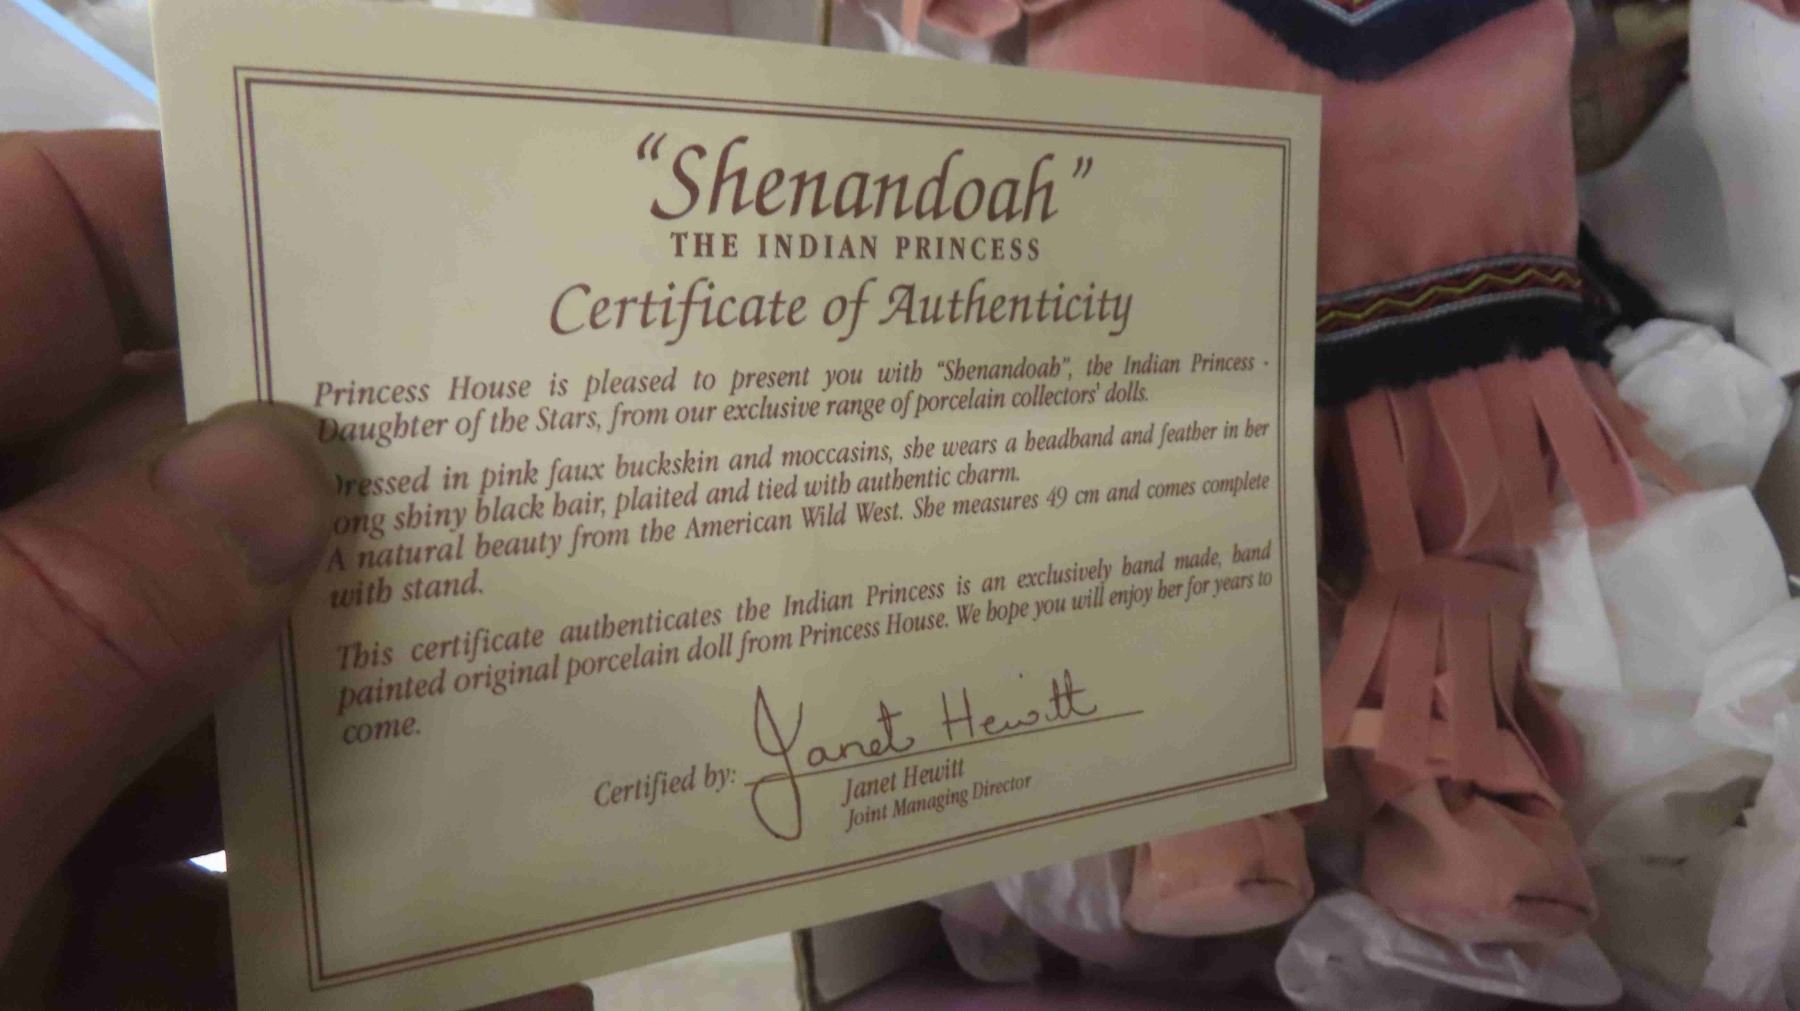 “Shenandoah”
THE INDIAN PRINCESS
Certificate of Authenticity
Princess House is pleased to present you with “Shenandoah”, the Indian Princess -
Daughter of the Stars, from our exclusive range of porcelain collectors' dolls.
ressed in pink faux buckskin and moccasins, she wears a headband and feather in her
ong shiny black hair, plaited and tied with authentic charm.
A natural beauty from the American Wild West. She measures 49 cm and comes complete
with stand.
This certificate authenticates the Indian Princess is an exclusively hand made, hand
painted original porcelain doll from Princess House. We hope you will enjoy her for years to
come.
Certified by: Janet Hewitt
Janet Hewitt
Joint Managing Director